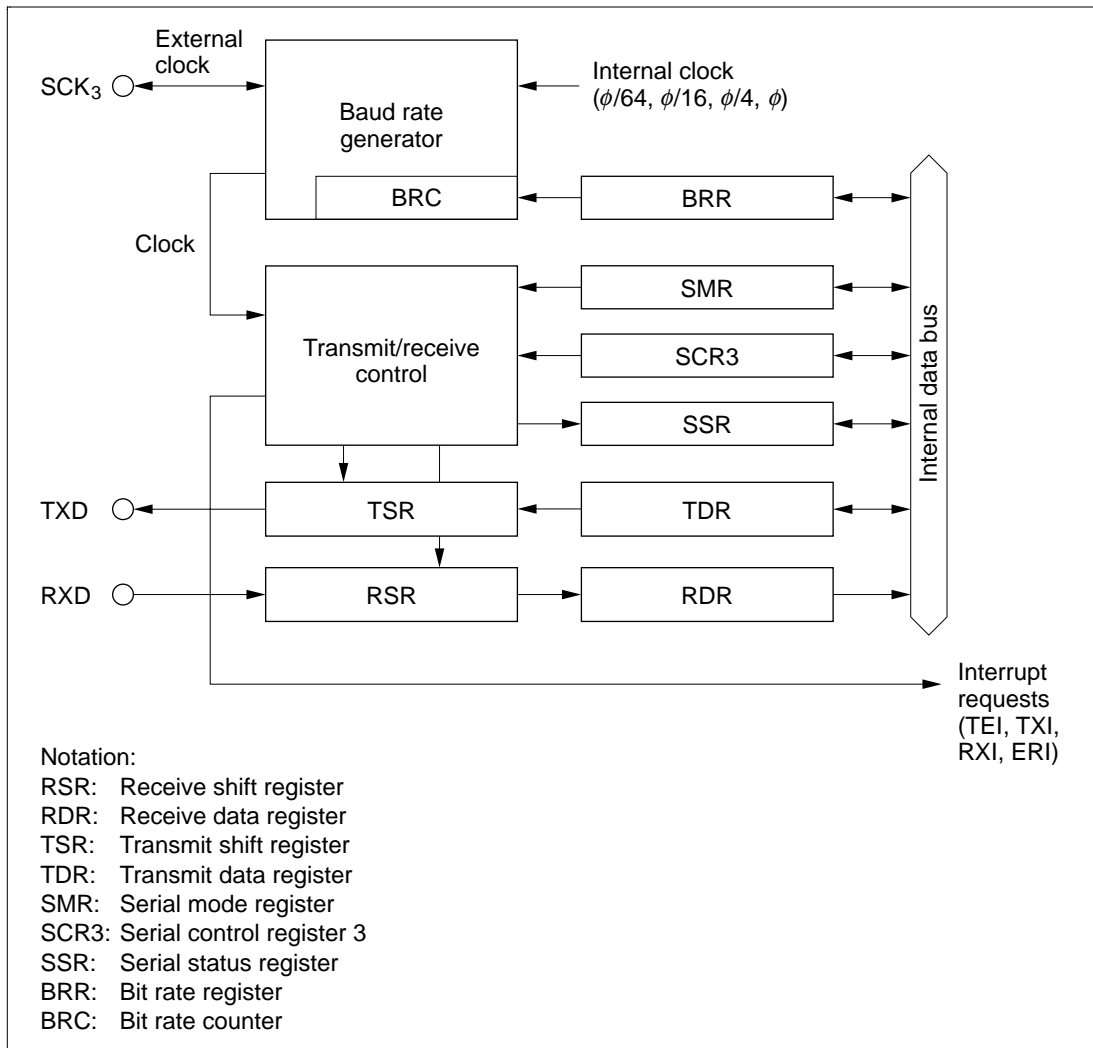 External
clock
SCK3
Internal clock
(ϕ/64, ϕ/16, ϕ/4, ϕ)
Baud rate
generator
BRC
BRR
Clock
SMR
Transmit/receive
control
SCR3
SSR
Internal data bus
TXD
TSR
TDR
RXD
RSR
RDR
Interrupt
requests
(TEI, TXI,
RXI, ERI)
Notation:
RSR: Receive shift register
RDR: Receive data register
TSR: Transmit shift register
TDR: Transmit data register
SMR: Serial mode register
SCR3: Serial control register 3
SSR: Serial status register
BRR: Bit rate register
BRC: Bit rate counter